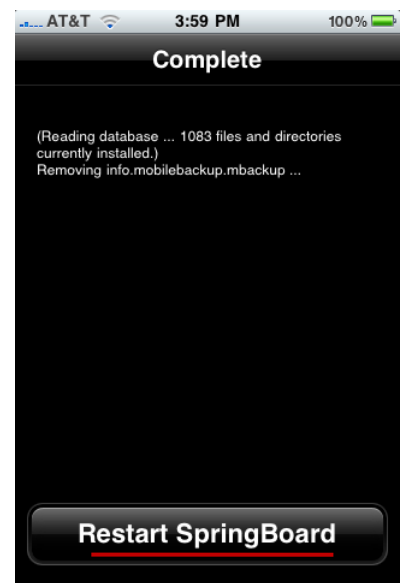 AT&T 3:59 PM 100%
Complete
(Reading database ... 1083 files and directories
currently installed.)
Removing info.mobilebackup.mbackup ...
Restart SpringBoard